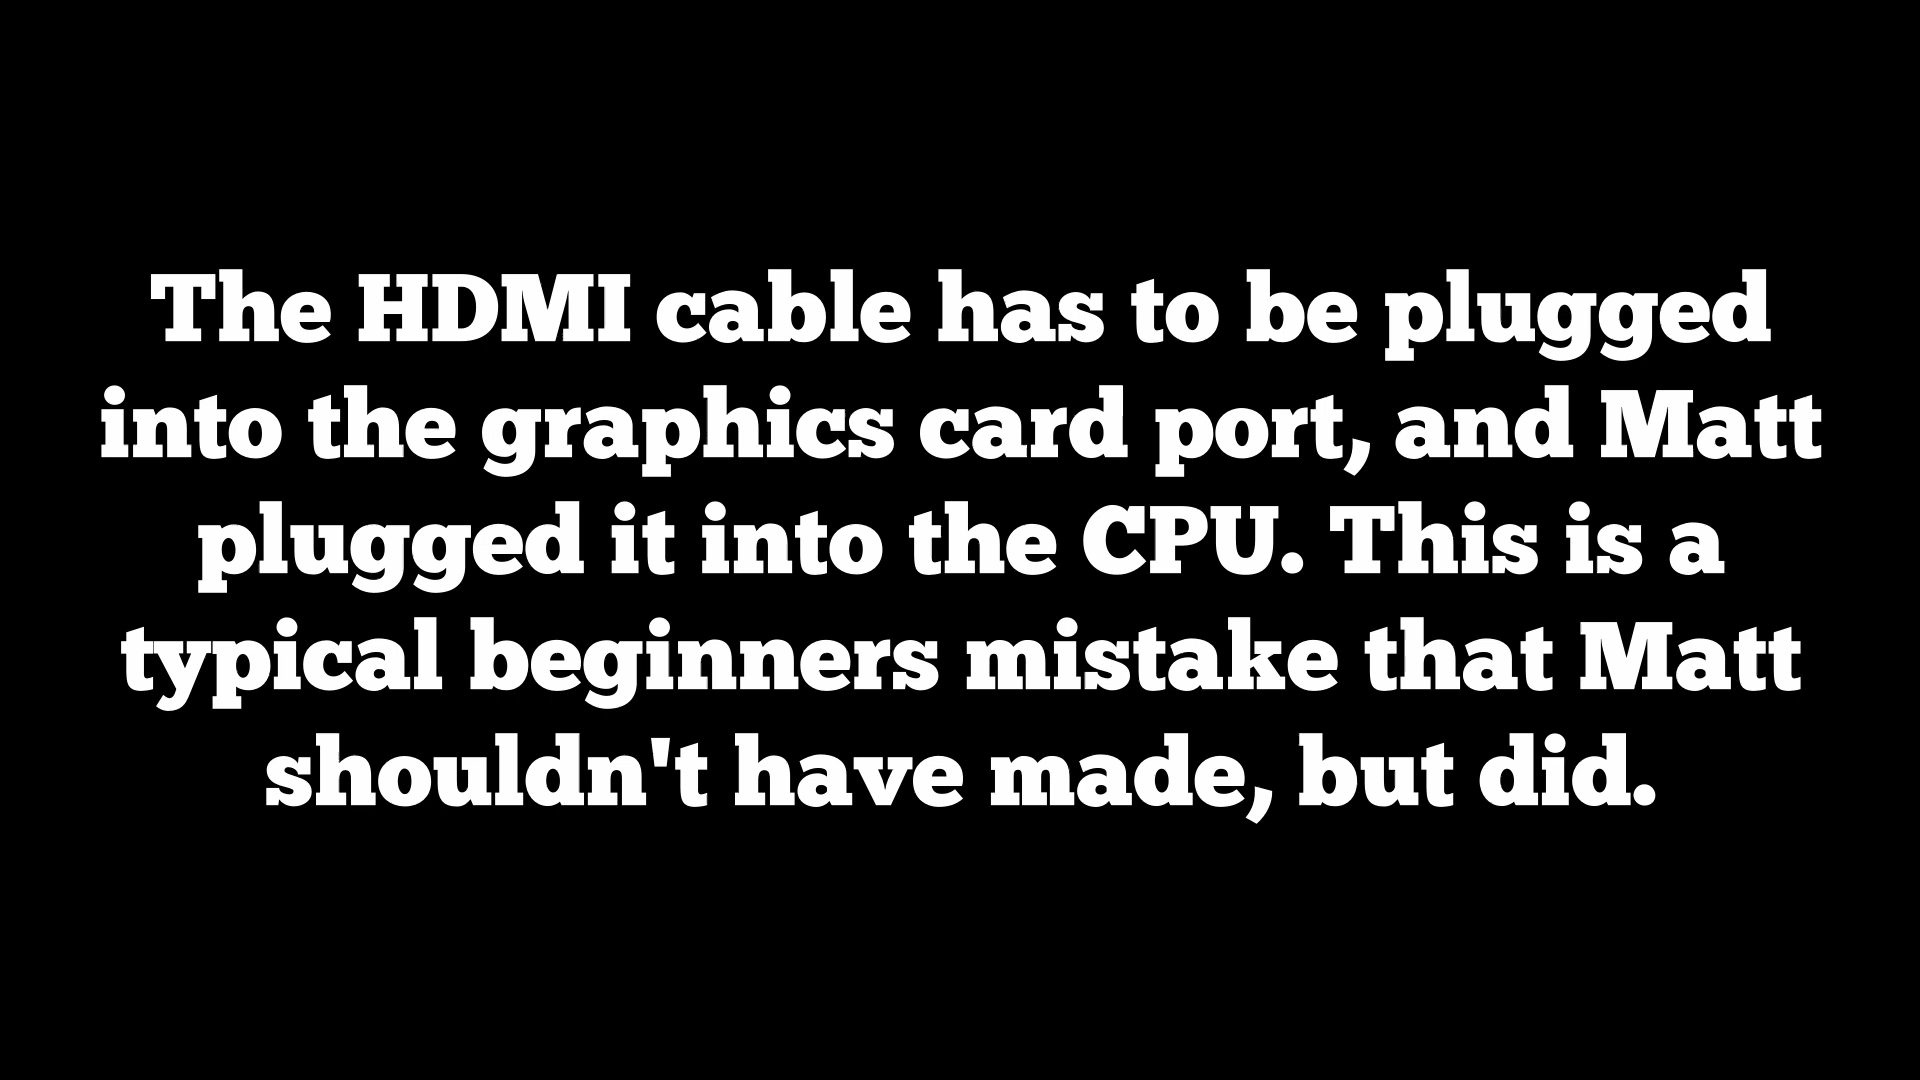 The HDMI cable has to be plugged
into the graphics card port, and Matt
plugged it into the CPU. This is a
typical beginners mistake that Matt
shouldn't have made, but did.